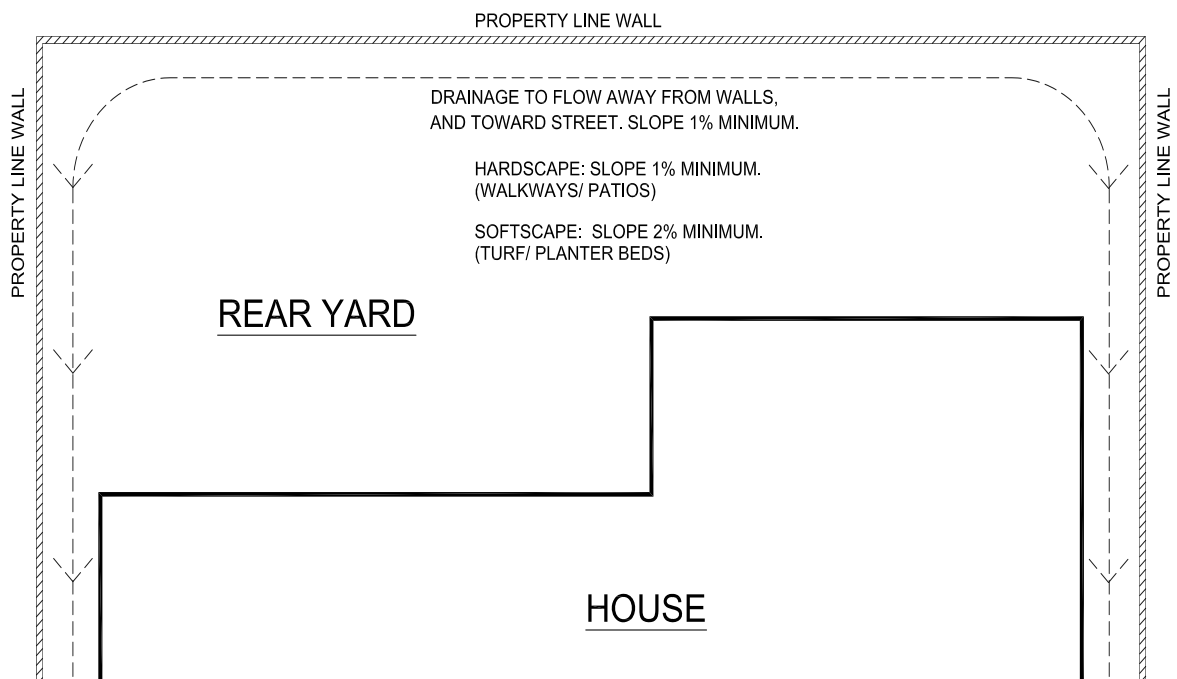 PROPERTY LINE WALL
PROPERTY LINE WALL
PROPERTY LINE WALL
DRAINAGE TO FLOW AWAY FROM WALLS,
AND TOWARD STREET. SLOPE 1% MINIMUM.
HARDSCAPE: SLOPE 1% MINIMUM.
(WALKWAYS/ PATIOS)
SOFTSCAPE:  SLOPE 2% MINIMUM.
(TURF/ PLANTER BEDS)
REAR YARD
HOUSE